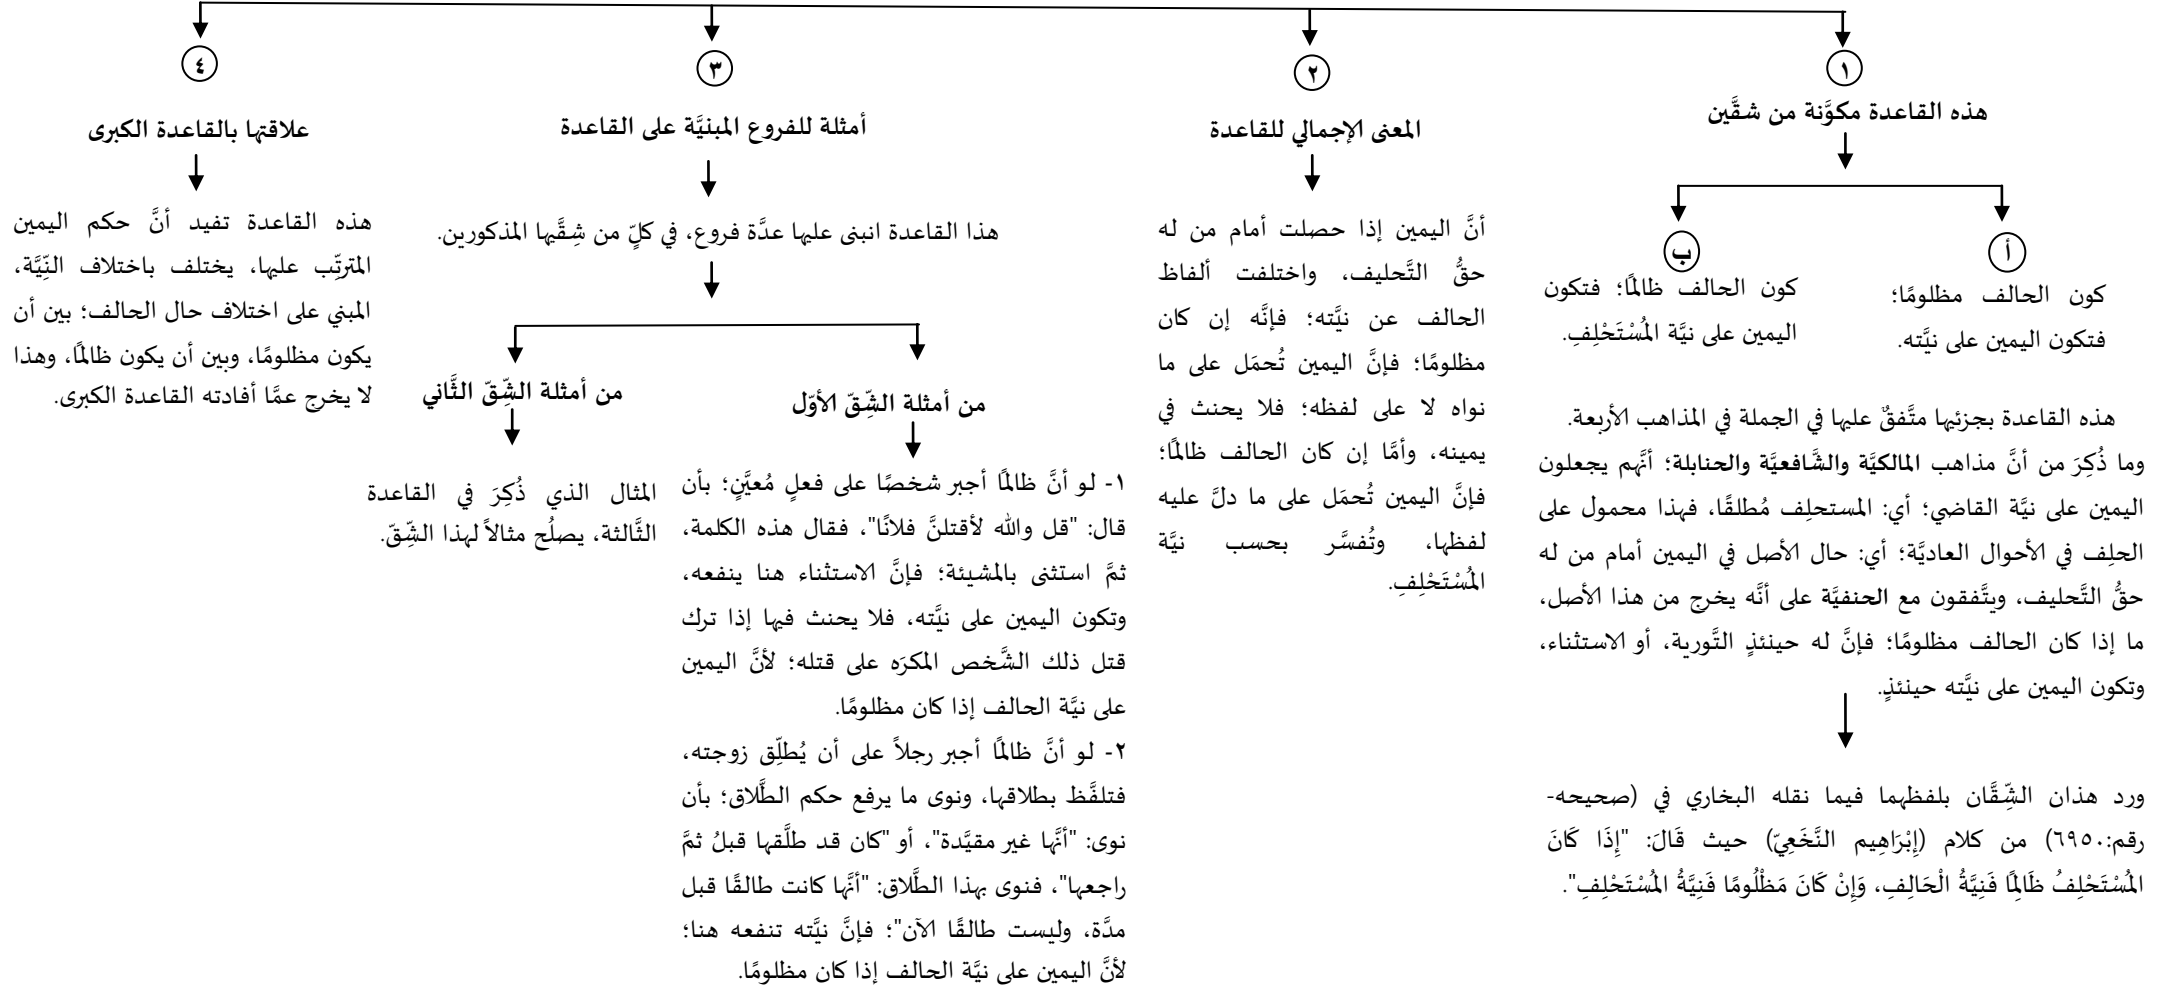 ١
هذه القاعدة مكوَّنة من شقَّين
أ
كون الحالف مظلومًا؛
فتكون اليمين على نيَّته.
ب
كون الحالف ظالمًا؛ فتكون
اليمين على نيَّة المُسْتَحْلِفِ.
هذه القاعدة بجزئيها متَّفقٌ عليها في الجملة في المذاهب الأربعة.
وما ذُكِرَ من أنَّ مذاهب المالكيَّة والشَّافعيَّة والحنابلة؛ أنَّهم يجعلون
اليمين على نيَّة القاضي؛ أي: المستحلِف مُطلقًا، فهذا محمول على
الحلِف في الأحوال العاديَّة؛ أي: حال الأصل في اليمين أمام من له
حقُّ التَّحليف، ويتَّفقون مع الحنفيَّة على أنَّه يخرج من هذا الأصل،
ما إذا كان الحالف مظلومًا؛ فإنَّ له حينئذٍ التَّورية، أو الاستثناء،
وتكون اليمين على نيَّته حينئذٍ.
ورد هذان الشِّقَّان بلفظهما فيما نقله البخاري في (صحيحه-
رقم:٦٩٥٠) من كلام (إِبْرَاهِيم النَّخَعِيّ) حيث قَالَ: "إِذَا كَانَ
المُسْتَحْلِفُ ظَالِمًا فَنِيَّةُ الْحَالِفِ، وَإِنْ كَانَ مَظْلُومًا فَنِيَّةُ المُسْتَحْلِفِ".
٢
المعنى الإجمالي للقاعدة
أنَّ اليمين إذا حصلت أمام من له
حقُّ التَّحليف، واختلفت ألفاظ
الحالف عن نيَّته؛ فإنَّه إن كان
مظلومًا؛ فإنَّ اليمين تُحمَل على ما
نواه لا على لفظه؛ فلا يحنث في
يمينه، وأمَّا إن كان الحالف ظالمًا؛
فإنَّ اليمين تُحمَل على ما دلَّ عليه
لفظها، وتُفسَّر بحسب نيَّة
المُسْتَحْلِفِ.
٣
أمثلة للفروع المبنيَّة على القاعدة
هذا القاعدة انبنى عليها عدَّة فروع، في كلٍّ من شِقَّيها المذكورين.
من أمثلة الشِّقّ الأوّل
١- لو أنَّ ظالمًا أجبر شخصًا على فعلٍ مُعيَّنٍ؛ بأن
قال: "قل والله لأقتلنَّ فلانًا"، فقال هذه الكلمة،
ثمَّ استثنى بالمشيئة؛ فإنَّ الاستثناء هنا ينفعه،
وتكون اليمين على نيَّته، فلا يحنث فيها إذا ترك
قتل ذلك الشَّخص المكرَه على قتله؛ لأنَّ اليمين
على نيَّة الحالف إذا كان مظلومًا.
٢- لو أنَّ ظالمًا أجبر رجلاً على أن يُطلِّق زوجته،
فتلفَّظ بطلاقها، ونوى ما يرفع حكم الطَّلاق؛ بأن
نوى: "أنَّها غير مقيَّدة"، أو "كان قد طلَّقها قبلُ ثمَّ
راجعها"، فنوى بهذا الطَّلاق: "أنَّها كانت طالقًا قبل
مدَّة، وليست طالقًا الآن"؛ فإنَّ نيَّته تنفعه هنا؛
لأنَّ اليمين على نيَّة الحالف إذا كان مظلومًا.
من أمثلة الشِّقّ الثَّاني
المثال الذي ذُكِرَ في القاعدة
الثَّالثة، يصلُح مثالاً لهذا الشِّقّ.
٤
علاقتها بالقاعدة الكبرى
هذه القاعدة تفيد أنَّ حكم اليمين
المترتِّب عليها، يختلف باختلاف النِّيَّة،
المبني على اختلاف حال الحالف؛ بين أن
يكون مظلومًا، وبين أن يكون ظالمًا، وهذا
لا يخرج عمَّا أفادته القاعدة الكبرى.